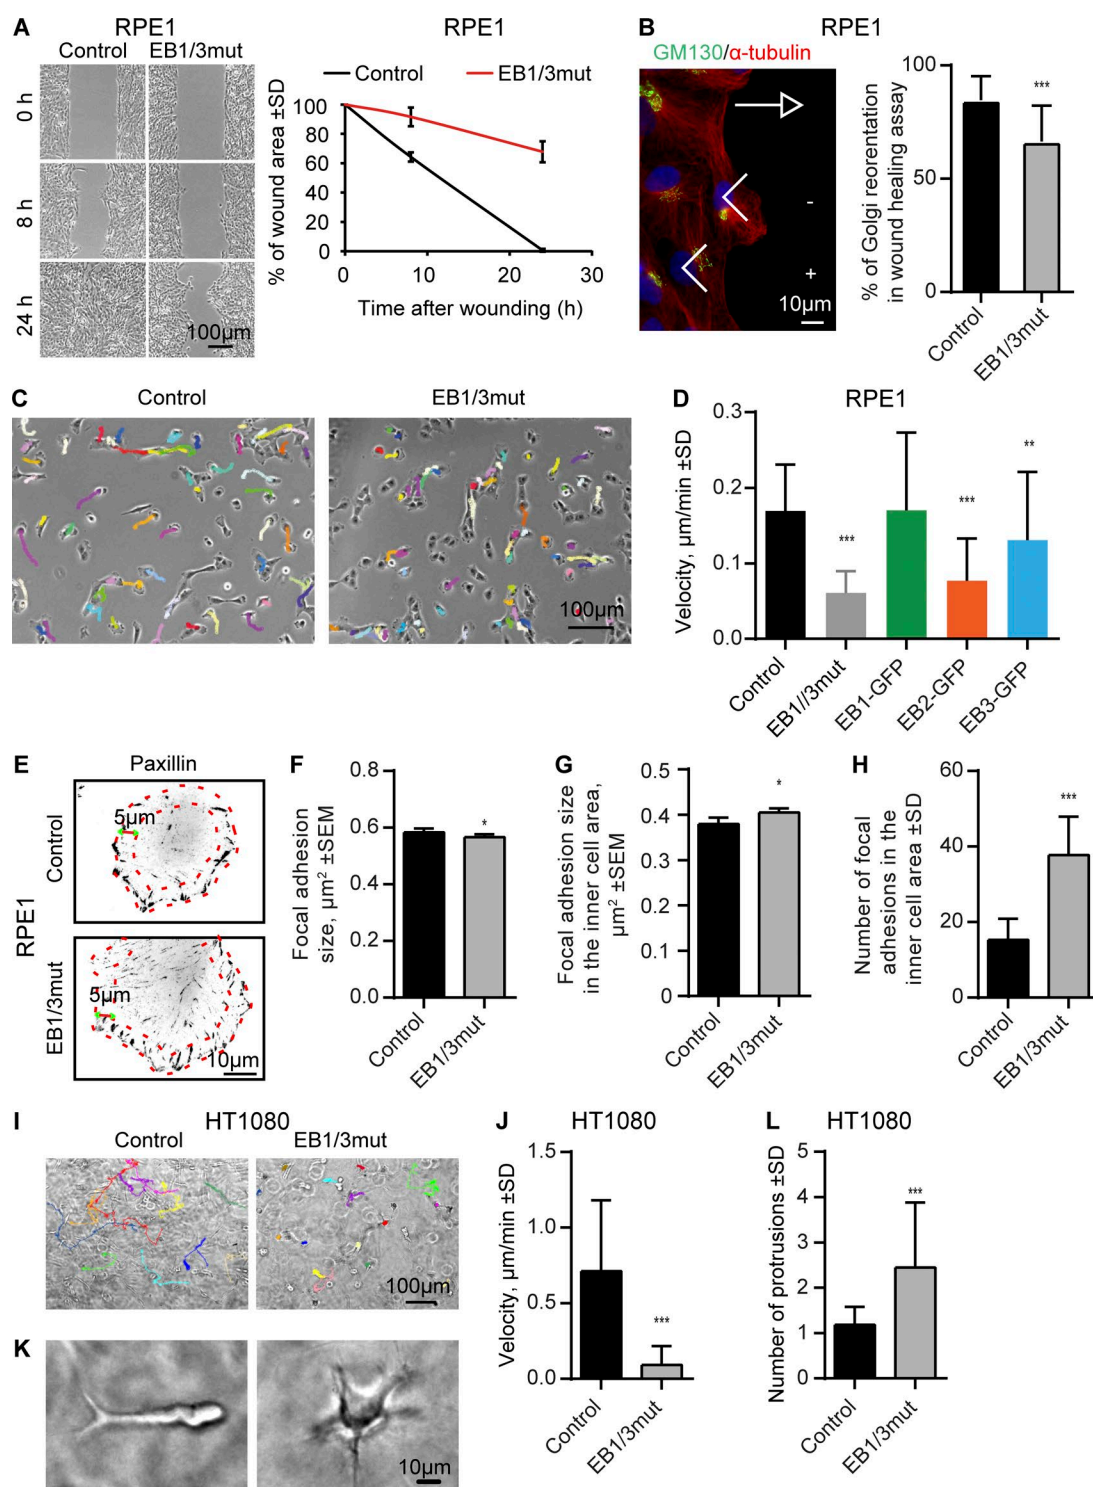 A
RPE1
Control EB1/3mut
0 h
8 h
24 h
100µm
RPE1
Control EB1/3mut
% of wound area ±SD
100
80
60
40
20
0
0 10 20 30
Time after wounding (h)
B
RPE1
GM130/α-tubulin
-
+
10µm
% of Golgi reorentation
in wound healing assay
100
50
0
***
Control
EB1/3mut
C
Control
EB1/3mut
100µm
D
RPE1
Velocity, µm/min ±SD
0.3
0.2
0.1
0.0
***
***
**
Control
EB1//3mut
EB1-GFP
EB2-GFP
EB3-GFP
E
Paxillin
RPE1
Control
5µm
EB1/3mut
5µm
10µm
F
Focal adhesion
size, µm² ±SEM
0.8
0.6
0.4
0.2
0.0
*
Control
EB1/3mut
G
Focal adhesion size
in the inner cell area,
µm² ±SEM
0.5
0.4
0.3
0.2
0.1
0
*
Control
EB1/3mut
H
Number of focal
adhesions in the
inner cell area ±SD
60
40
20
0
***
Control
EB1/3mut
I
HT1080
Control
EB1/3mut
100µm
J
HT1080
Velocity, µm/min ±SD
1.5
1.0
0.5
0.0
***
Control
EB1/3mut
K
10µm
L
HT1080
Number of protrusions ±SD
5
4
3
2
1
0
***
Control
EB1/3mut